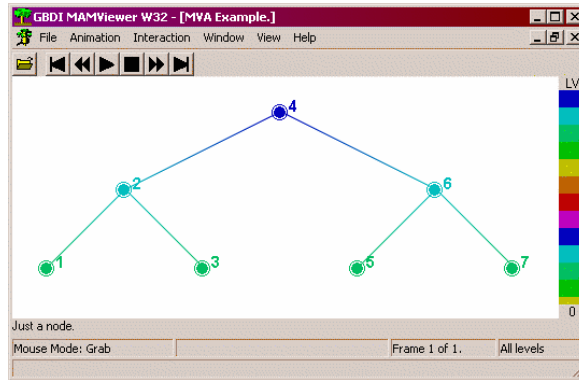 GBDI MAMViewer W32 - [MVA Example.]
File Animation Interaction Window View Help
LV
4
2 6
1 3 5 7
0
Just a node.
Mouse Mode: Grab Frame 1 of 1. All levels